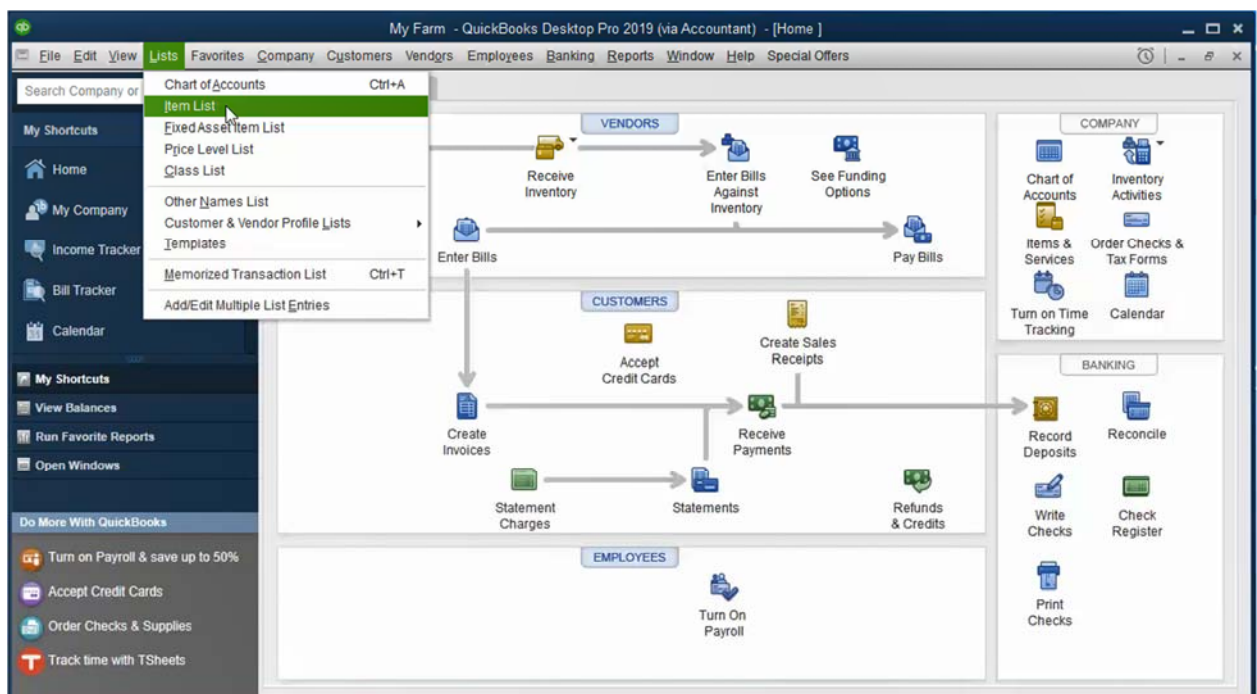 My Farm - QuickBooks Desktop Pro 2019 (via Accountant) - [Home ]
File Edit View Lists Favorites Company Customers Vendors Employees Banking Reports Window Help Special Offers
Search Company or
My Shortcuts
Home
My Company
Income Tracker
Bill Tracker
Calendar
My Shortcuts
View Balances
Run Favorite Reports
Open Windows
Do More With QuickBooks
Turn on Payroll & save up to 50%
Accept Credit Cards
Order Checks & Supplies
Track time with TSheets
Chart of Accounts Ctrl+A
Item List
Fixed Asset Item List
Price Level List
Class List
Other Names List
Customer & Vendor Profile Lists
Templates
Memorized Transaction List Ctrl+T
Add/Edit Multiple List Entries
VENDORS
Receive
Inventory
Enter Bills
Against
Inventory
See Funding
Options
Enter Bills
Pay Bills
CUSTOMERS
Accept
Credit Cards
Create Sales
Receipts
Create
Invoices
Receive
Payments
Statement
Charges
Statements
Refunds
& Credits
EMPLOYEES
Turn On
Payroll
COMPANY
Chart of
Accounts
Inventory
Activities
Items &
Services
Order Checks &
Tax Forms
Turn on Time
Tracking
Calendar
BANKING
Record
Deposits
Reconcile
Write
Checks
Check
Register
Print
Checks